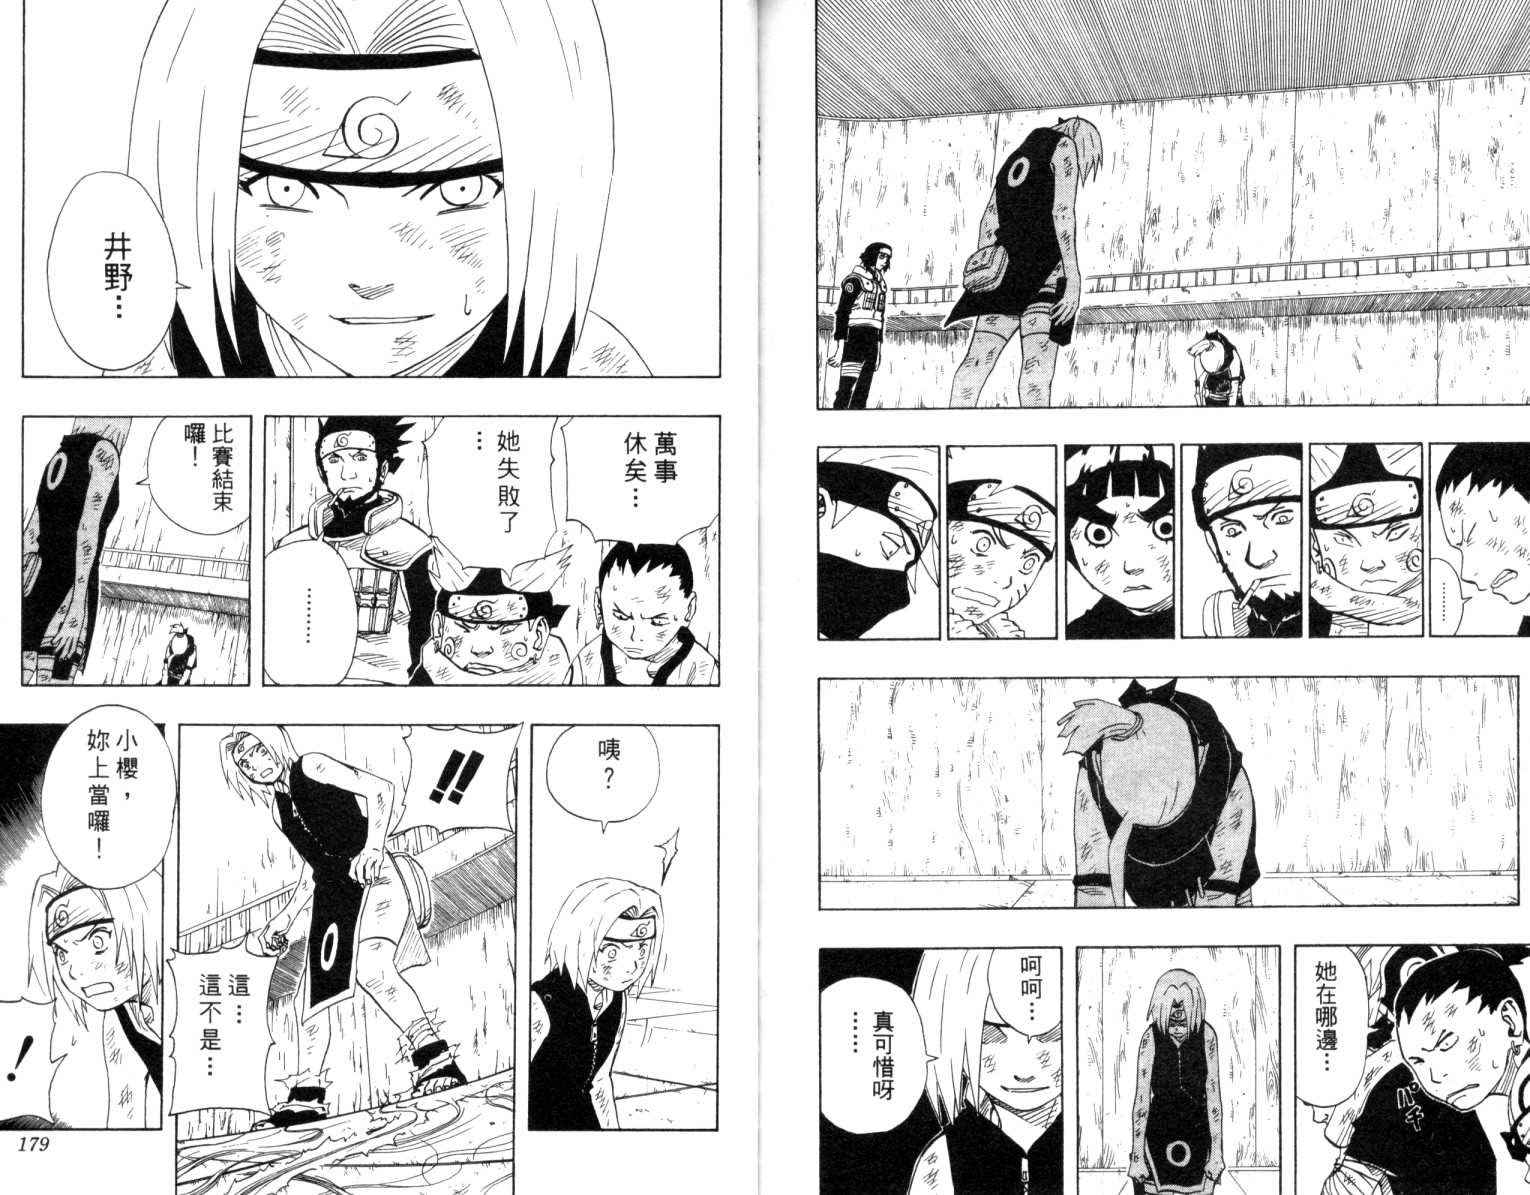 ……
她在哪邊…
パチ
呵呵…
真可惜呀
……
井野…
萬事
休矣…
她失敗了
…
………
比賽結束
囉！
咦？
!!
這…
這不是…
小櫻，
妳上當囉！
！
179